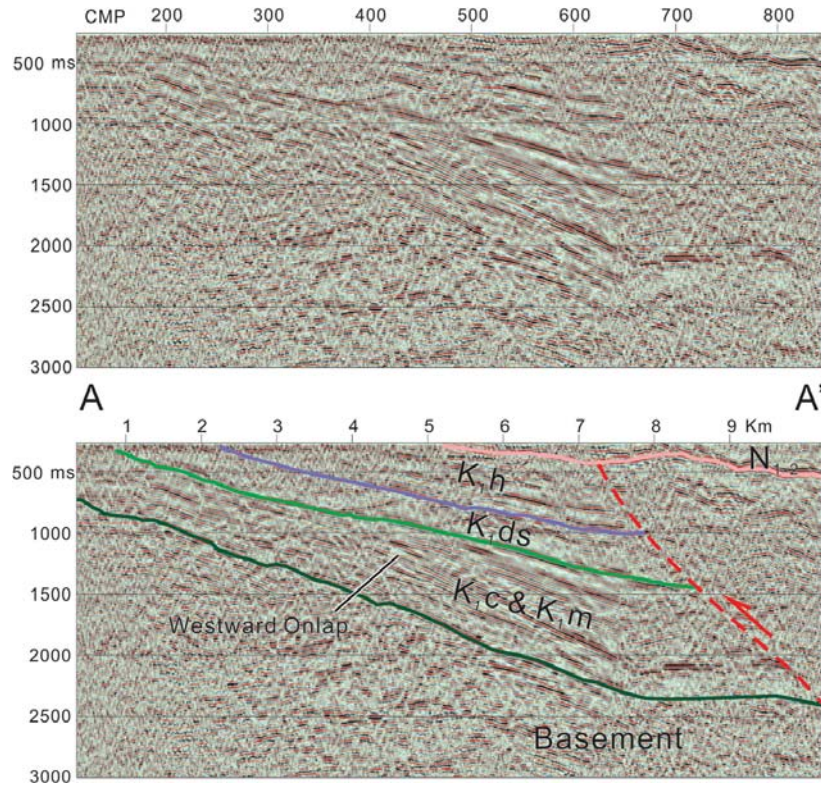 CMP 200 300 400 500 600 700 800
500 ms
1000
1500
2000
2500
3000
A A'
1 2 3 4 5 6 7 8 9 Km
500 ms
1000
1500
2000
2500
3000
N₁₋₂
K₁h
K₁ds
K₁c & K₁m
Westward Onlap
Basement